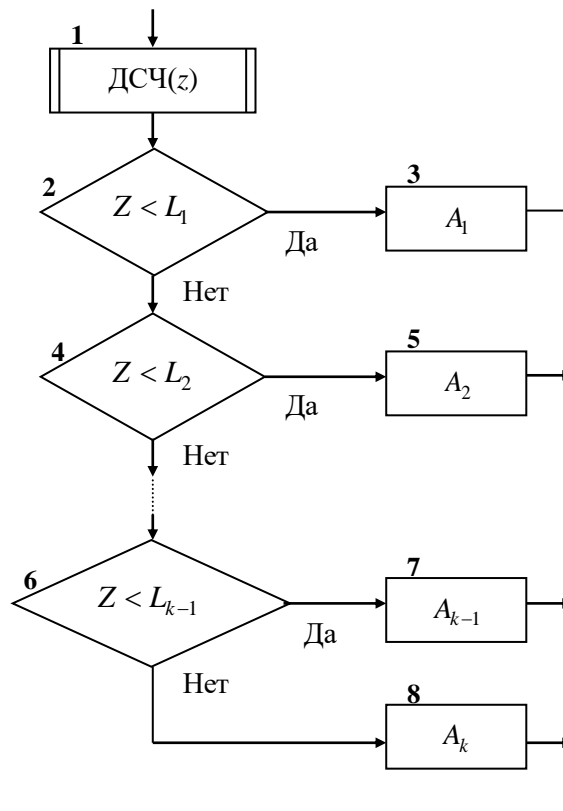 1
ДСЧ(z)
2
Z < L₁
Да
3
A₁
Нет
4
Z < L₂
Да
5
A₂
Нет
6
Z < Lₖ₋₁
Да
7
Aₖ₋₁
Нет
8
Aₖ